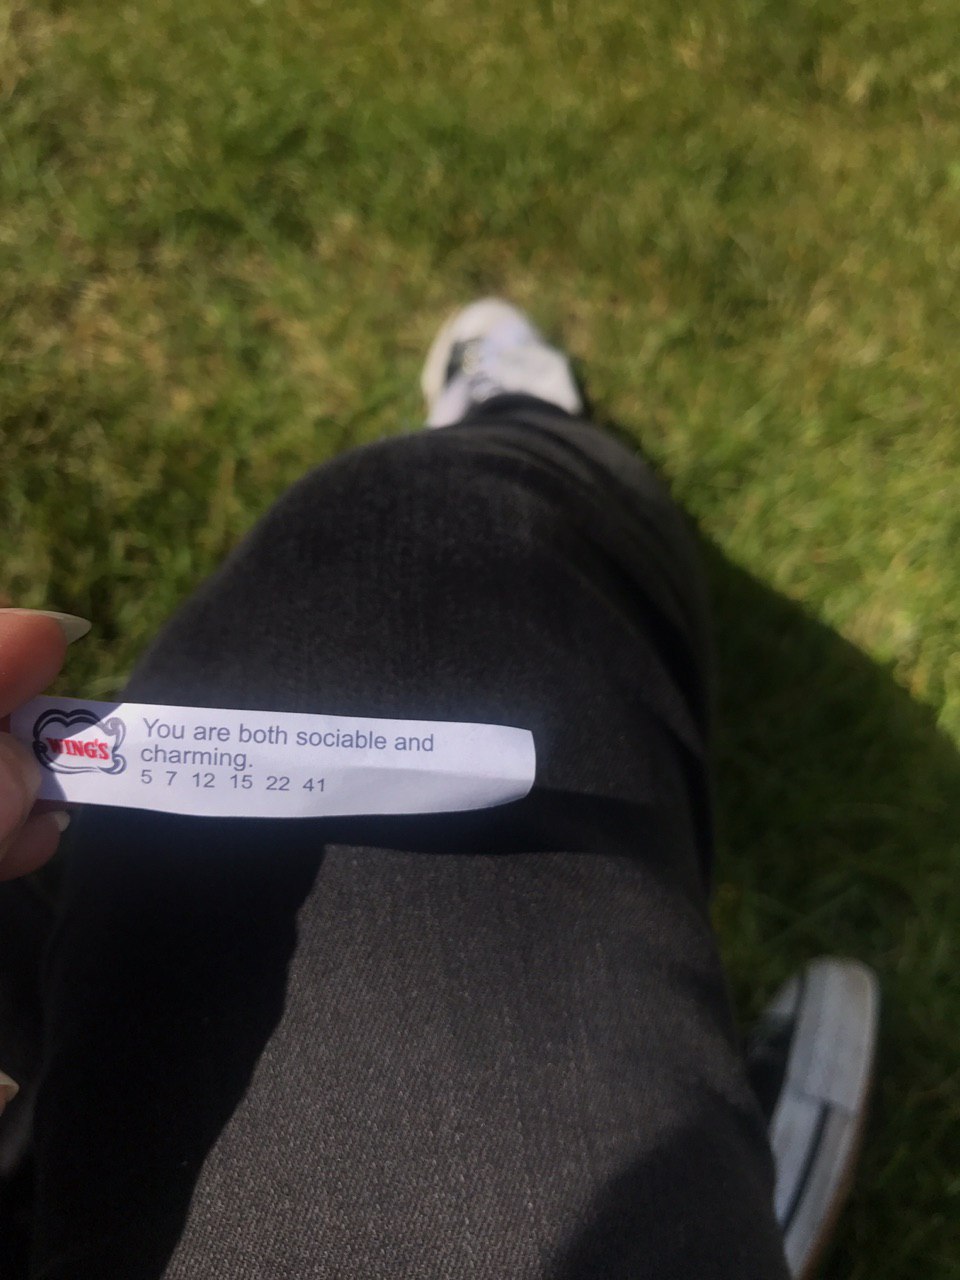 WING'S
You are both sociable and
charming.
5 7 12 15 22 41